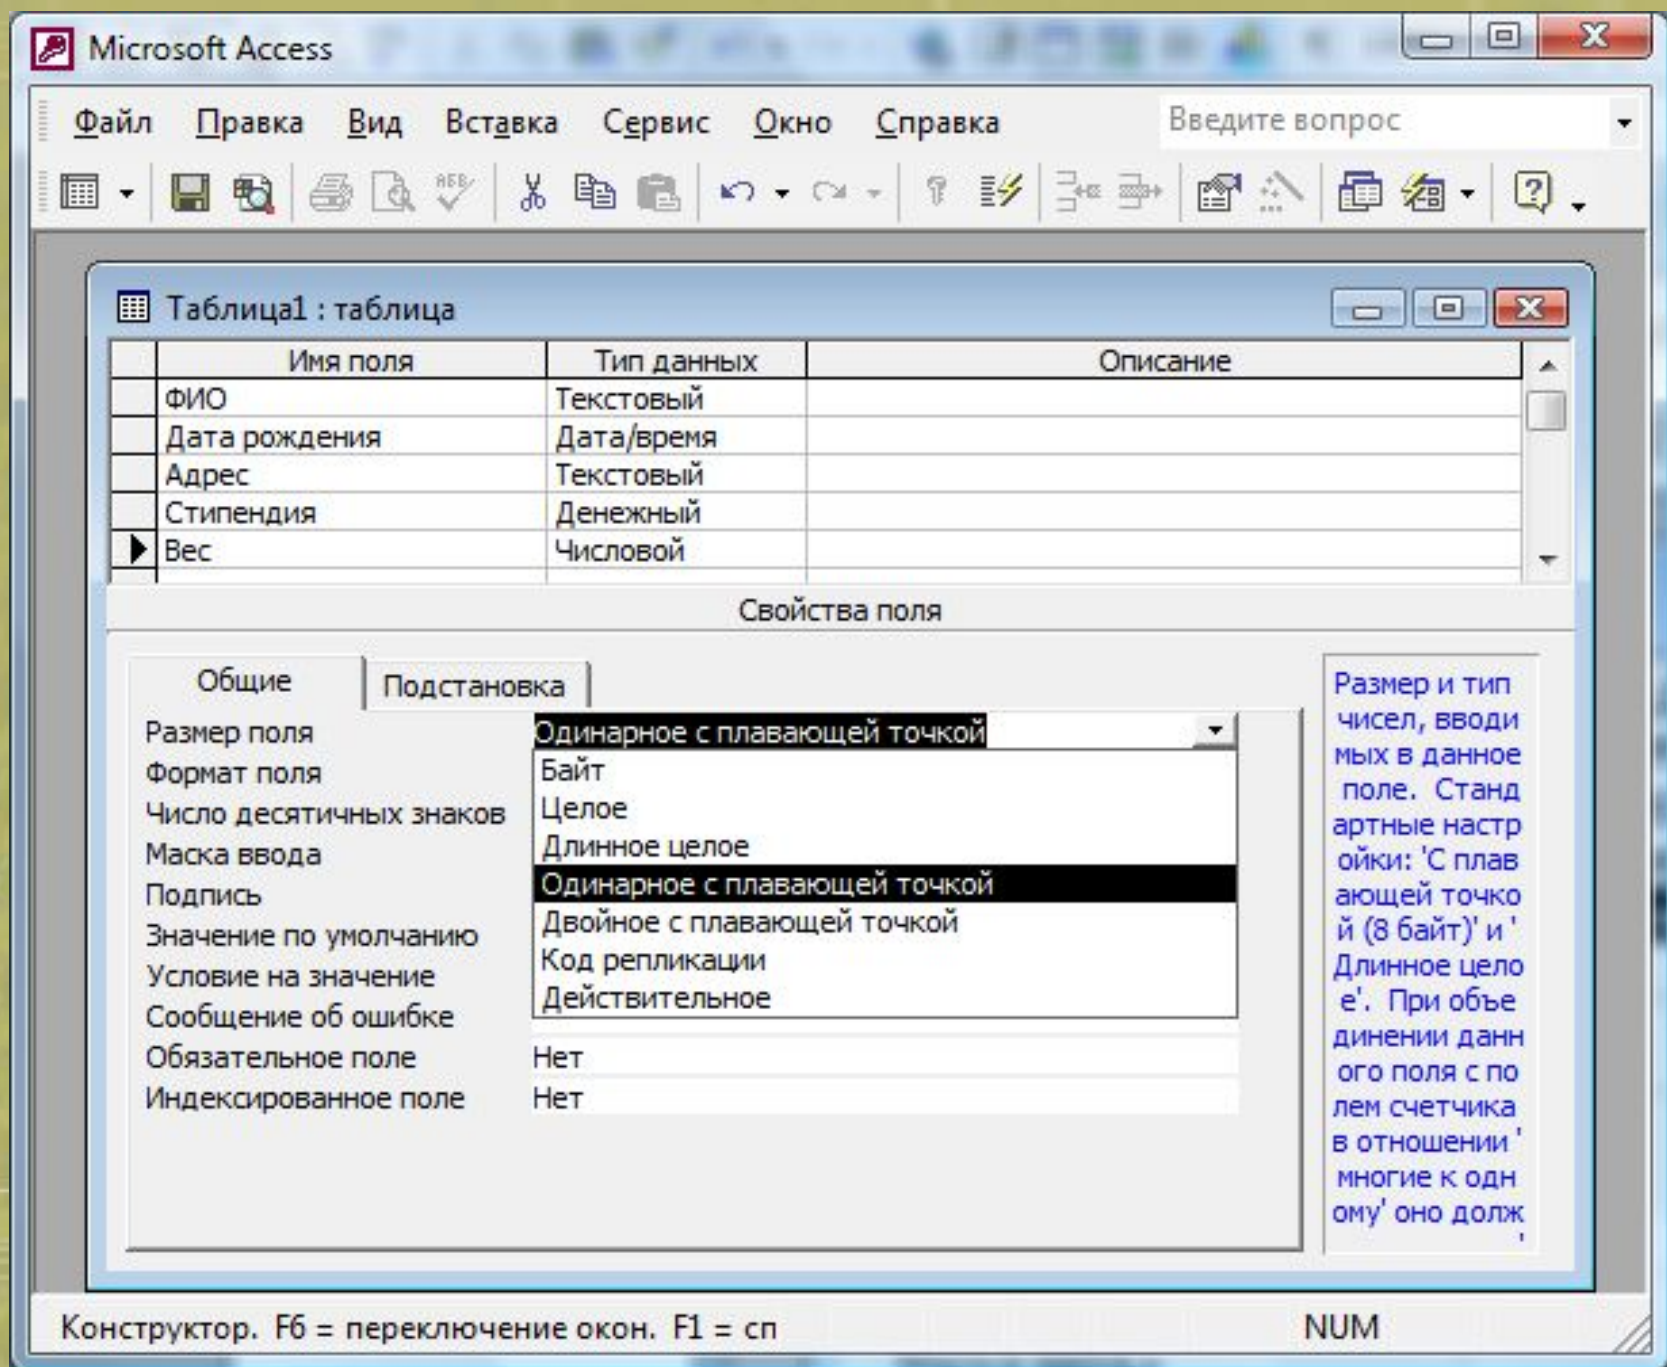 Microsoft Access
Файл Правка Вид Вставка Сервис Окно Справка Введите вопрос
Таблица1 : таблица
Имя поля Тип данных Описание
ФИО Текстовый
Дата рождения Дата/время
Адрес Текстовый
Стипендия Денежный
Вес Числовой
Свойства поля
Общие Подстановка
Размер поля Одинарное с плавающей точкой
Формат поля
Число десятичных знаков
Маска ввода
Подпись
Значение по умолчанию
Условие на значение
Сообщение об ошибке
Обязательное поле Нет
Индексированное поле Нет
Байт
Целое
Длинное целое
Одинарное с плавающей точкой
Двойное с плавающей точкой
Код репликации
Действительное
Размер и тип
чисел, вводи
мых в данное
поле. Станд
артные настр
ойки: 'С плав
ающей точко
й (8 байт)' и '
Длинное цело
е'. При объе
динении данн
ого поля с по
лем счетчика
в отношении '
многие к одн
ому' оно долж
Конструктор. F6 = переключение окон. F1 = сп NUM